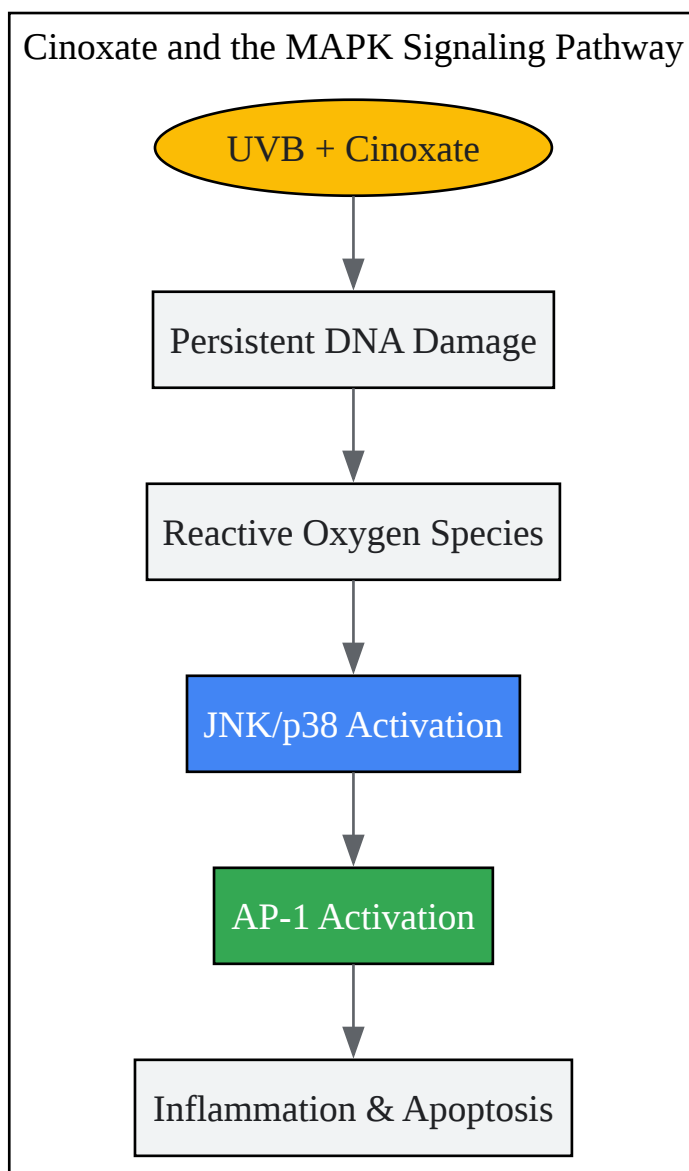 Cinoxate and the MAPK Signaling Pathway
UVB + Cinoxate
Persistent DNA Damage
Reactive Oxygen Species
JNK/p38 Activation
AP-1 Activation
Inflammation & Apoptosis